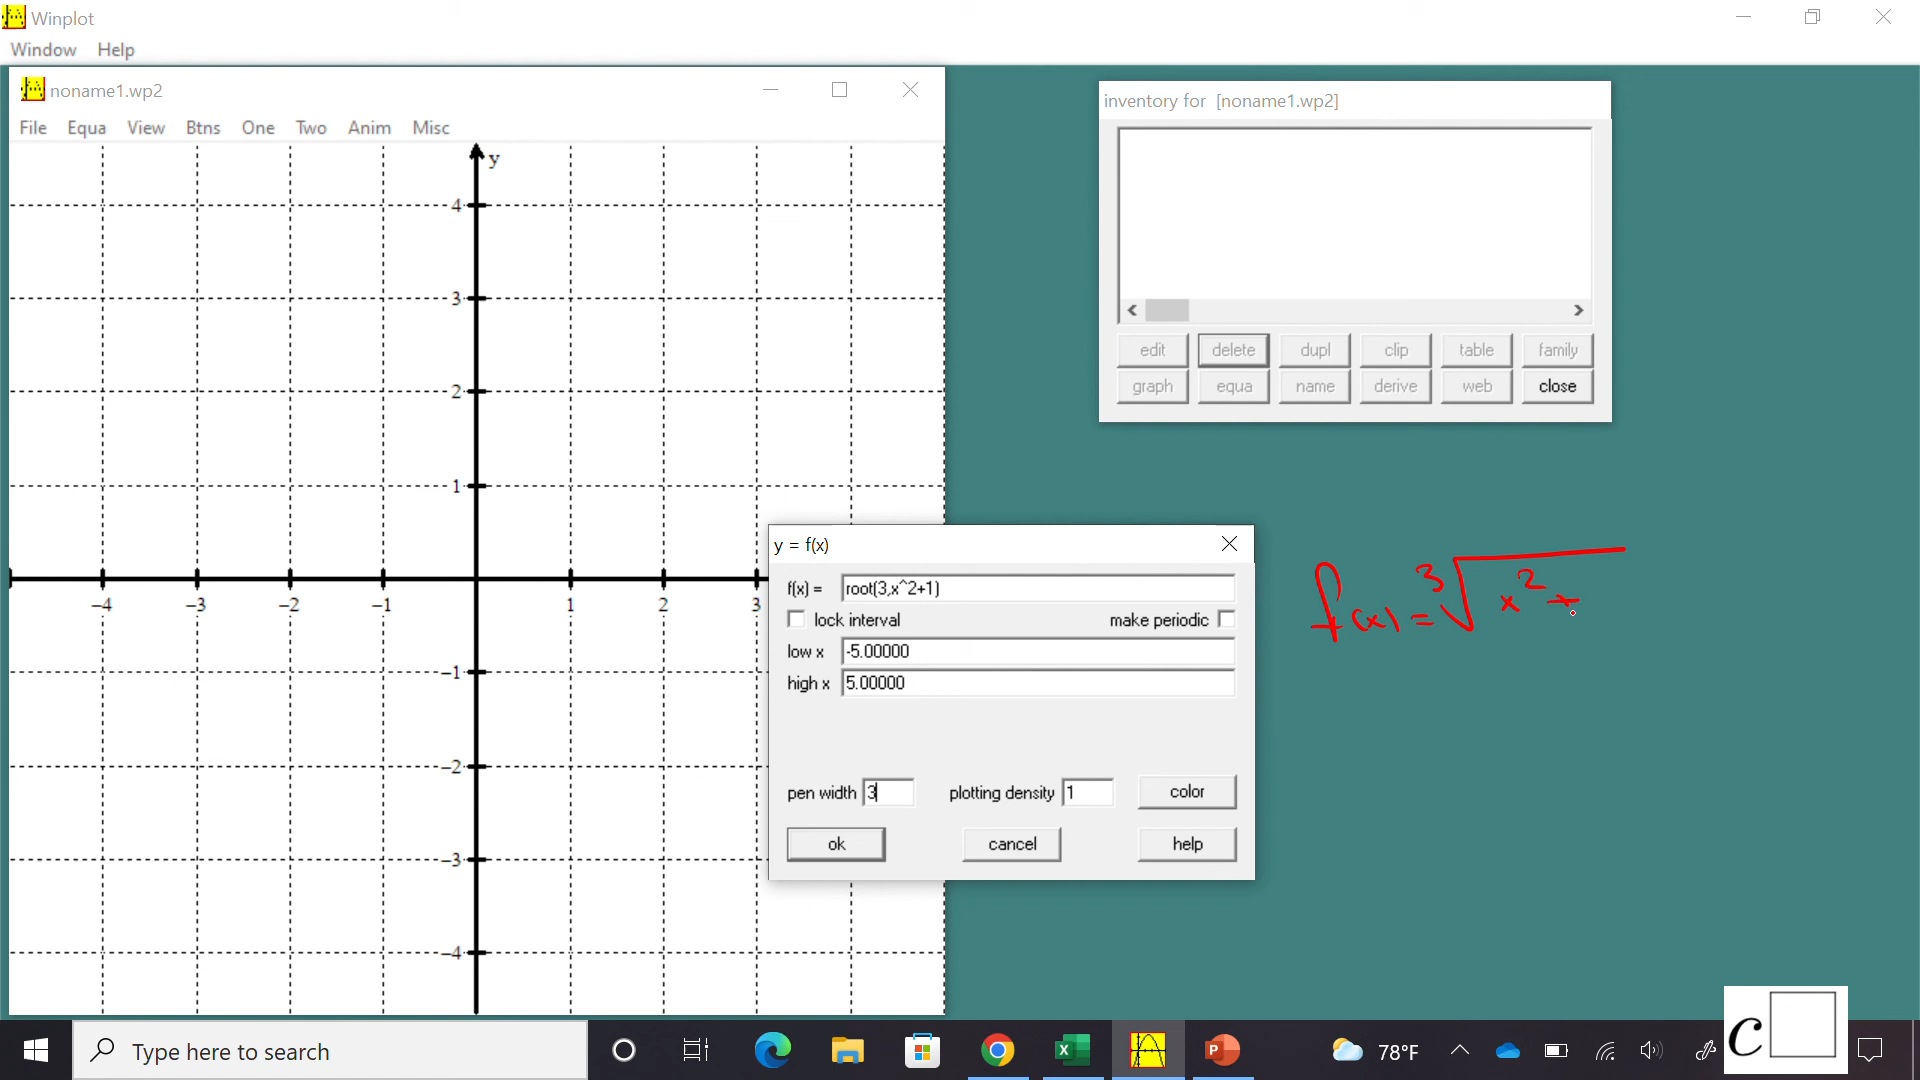 Winplot
Window Help
noname1.wp2
File Equa View Btns One Two Anim Misc
y
4
3
2
1
−4 −3 −2 −1 1 2 3
−1
−2
−3
−4
inventory for [noname1.wp2]
edit delete dupl clip table family
graph equa name derive web close
y = f(x)
f(x) = root(3,x^2+1)
lock interval make periodic
low x -5.00000
high x 5.00000
pen width 3 plotting density 1 color
ok cancel help
f(x) = ∛x²
Type here to search
78°F
C